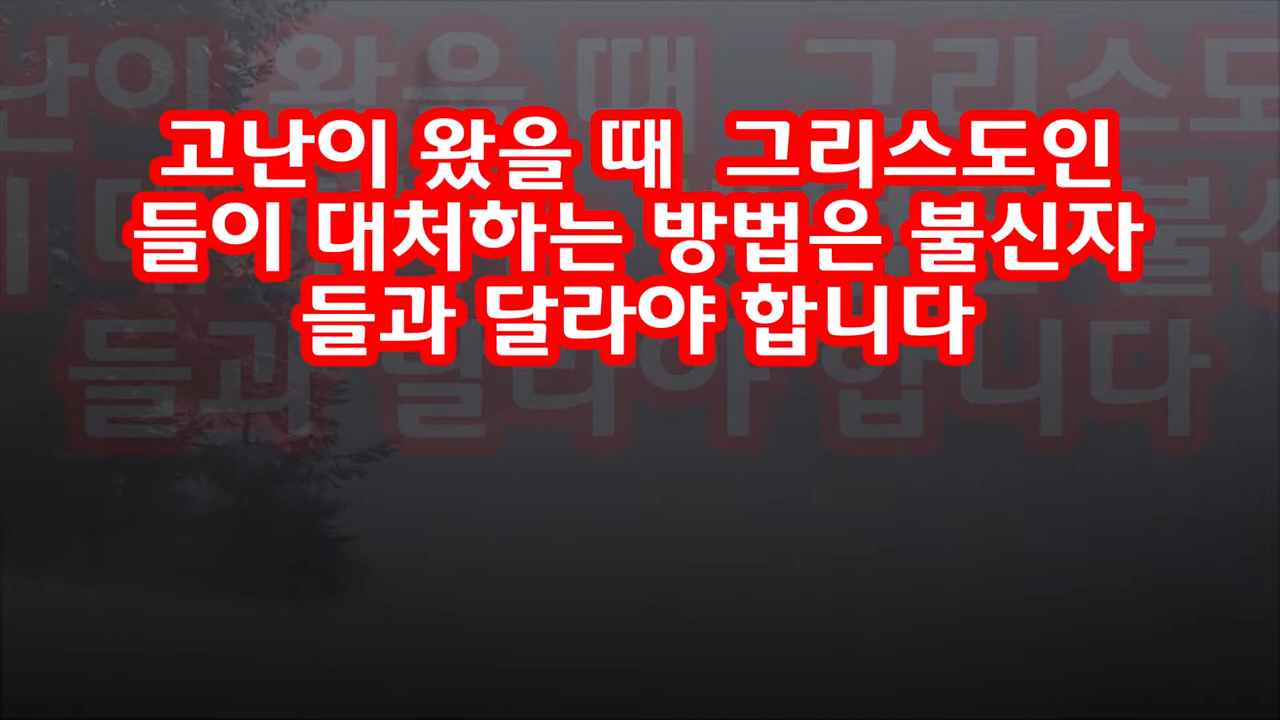 고난이 왔을 때 그리스도인
들이 대처하는 방법은 불신자
들과 달라야 합니다